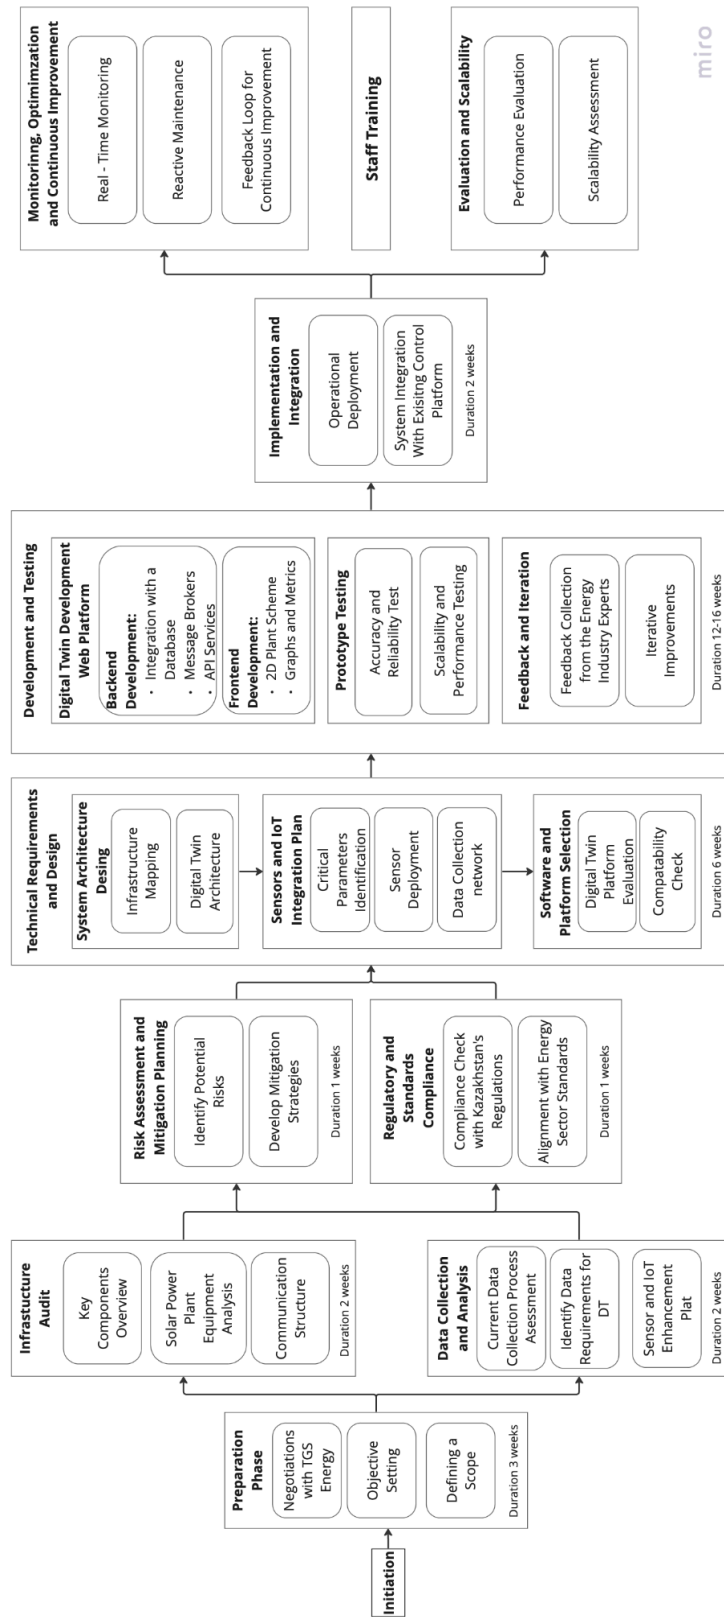 Initiation
Preparation
Phase
Negotiations
with TGS
Energy
Objective
Setting
Defining a
Scope
Duration 3 weeks
Infrastucture
Audit
Key
Components
Overview
Solar Power
Plant
Equipment
Analysis
Communication
Structure
Duration 2 weeks
Data Collection
and Analysis
Current Data
Collection Process
Asessment
Identify Data
Requirements for
DT
Sensor and IoT
Enhancement
Plat
Duration 2 weeks
Risk Assessment and
Mitigation Planning
Identify Potential
Risks
Develop Mitigation
Strategies
Duration 1 weeks
Regulatory and
Standards
Compliance
Compliance Check
with Kazakhstan's
Regulations
Alignment with Energy
Sector Standards
Duration 1 weeks
Technical Requirements
and Design
System Architecture
Desing
Infrastructure
Mapping
Digital Twin
Architecture
Sensors and IoT
Integration Plan
Critical
Parameters
Identification
Sensor
Deployment
Data Collection
network
Software and
Platform Selection
Digital Twin
Platform
Evaluation
Compatability
Check
Duration 6 weeks
Development and Testing
Digital Twin Development
Web Platform
Backend
Development:
• Integration with a
Database
• Message Brokers
• API Services
Frontend
Development:
• 2D Plant Scheme
• Graphs and Metrics
Prototype Testing
Accuracy and
Reliability Test
Scalability and
Performance Testing
Feedback and Iteration
Feedback Collection
from the Energy
Industry Experts
Iterative
Improvements
Duration 12-16 weeks
Implementation and
Integration
Operational
Deployment
System Integration
With Exisitng Control
Platform
Duration 2 weeks
Monitorinng, Optimimzation
and Continuous Improvement
Real - Time Monitoring
Reactive Maintenance
Feedback Loop for
Continuous Improvement
Staff Training
Evaluation and Scalability
Performance Evaluation
Scalability Assessment
miro